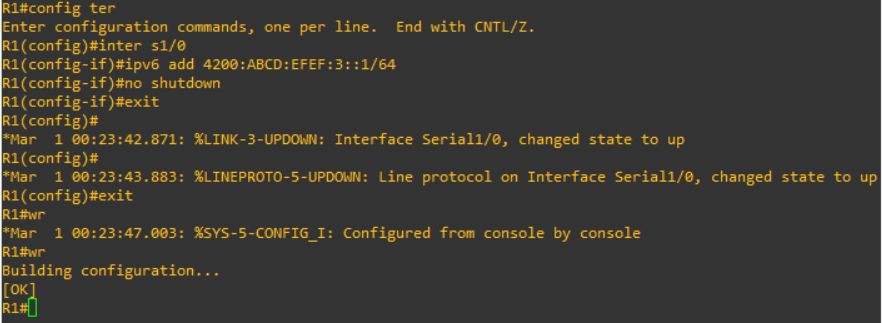 R1#config ter
Enter configuration commands, one per line.  End with CNTL/Z.
R1(config)#inter s1/0
R1(config-if)#ipv6 add 4200:ABCD:EFEF:3::1/64
R1(config-if)#no shutdown
R1(config-if)#exit
R1(config)#
*Mar  1 00:23:42.871: %LINK-3-UPDOWN: Interface Serial1/0, changed state to up
R1(config)#
*Mar  1 00:23:43.883: %LINEPROTO-5-UPDOWN: Line protocol on Interface Serial1/0, changed state to up
R1(config)#exit
R1#wr
*Mar  1 00:23:47.003: %SYS-5-CONFIG_I: Configured from console by console
R1#wr
Building configuration...
[OK]
R1#